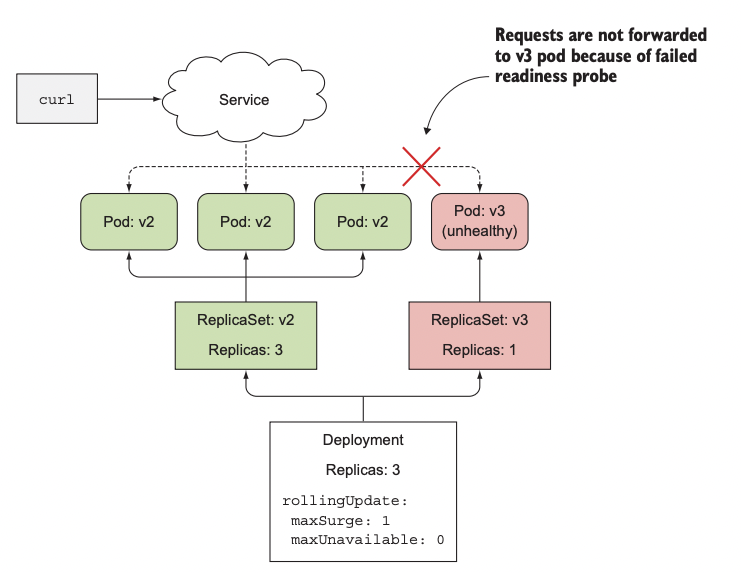 Requests are not forwarded
to v3 pod because of failed
readiness probe
curl
Service
Pod: v2
Pod: v2
Pod: v2
Pod: v3
(unhealthy)
ReplicaSet: v2
Replicas: 3
ReplicaSet: v3
Replicas: 1
Deployment
Replicas: 3
rollingUpdate:
maxSurge: 1
maxUnavailable: 0